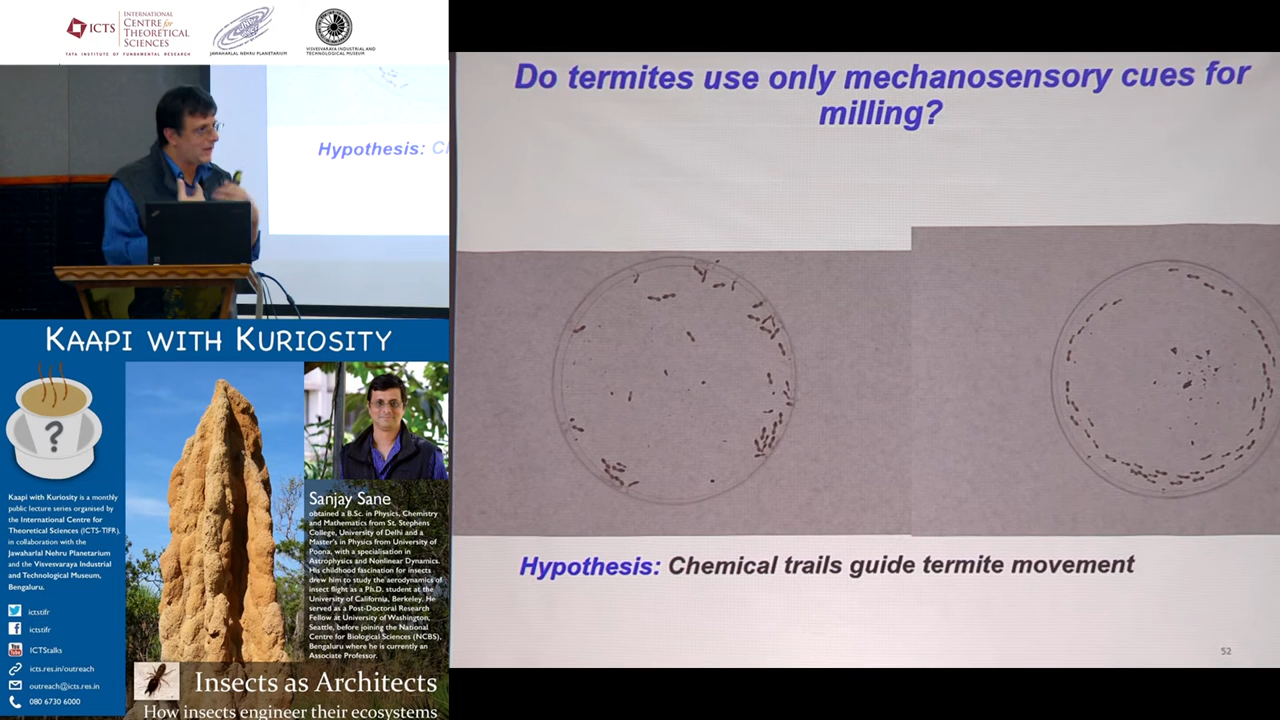 ICTS
INTERNATIONAL
CENTRE for
THEORETICAL
SCIENCES
TATA INSTITUTE OF FUNDAMENTAL RESEARCH
JAWAHARLAL NEHRU PLANETARIUM
VISVESVARAYA INDUSTRIAL AND
TECHNOLOGICAL MUSEUM
Hypothesis: C
KAAPI WITH KURIOSITY
?
Kaapi with Kuriosity is a monthly
public lecture series organised by
the International Centre for
Theoretical Sciences (ICTS-TIFR),
in collaboration with the
Jawaharlal Nehru Planetarium
and the Visvesvaraya Industrial
and Technological Museum,
Bengaluru.
ictstifr
ictstifr
ICTStalks
icts.res.in/outreach
outreach@icts.res.in
080 6730 6000
Sanjay Sane
obtained a B.Sc. in Physics, Chemistry
and Mathematics from St. Stephens
College, University of Delhi and a
Master's in Physics from University of
Poona, with a specialisation in
Astrophysics and Nonlinear Dynamics.
His childhood fascination for insects
drew him to study the aerodynamics of
insect flight as a Ph.D. student at the
University of California, Berkeley. He
served as a Post-Doctoral Research
Fellow at University of Washington,
Seattle, before joining the National
Centre for Biological Sciences (NCBS),
Bengaluru where he is currently an
Associate Professor.
Insects as Architects
How insects engineer their ecosystems
Do termites use only mechanosensory cues for
milling?
Hypothesis: Chemical trails guide termite movement
52